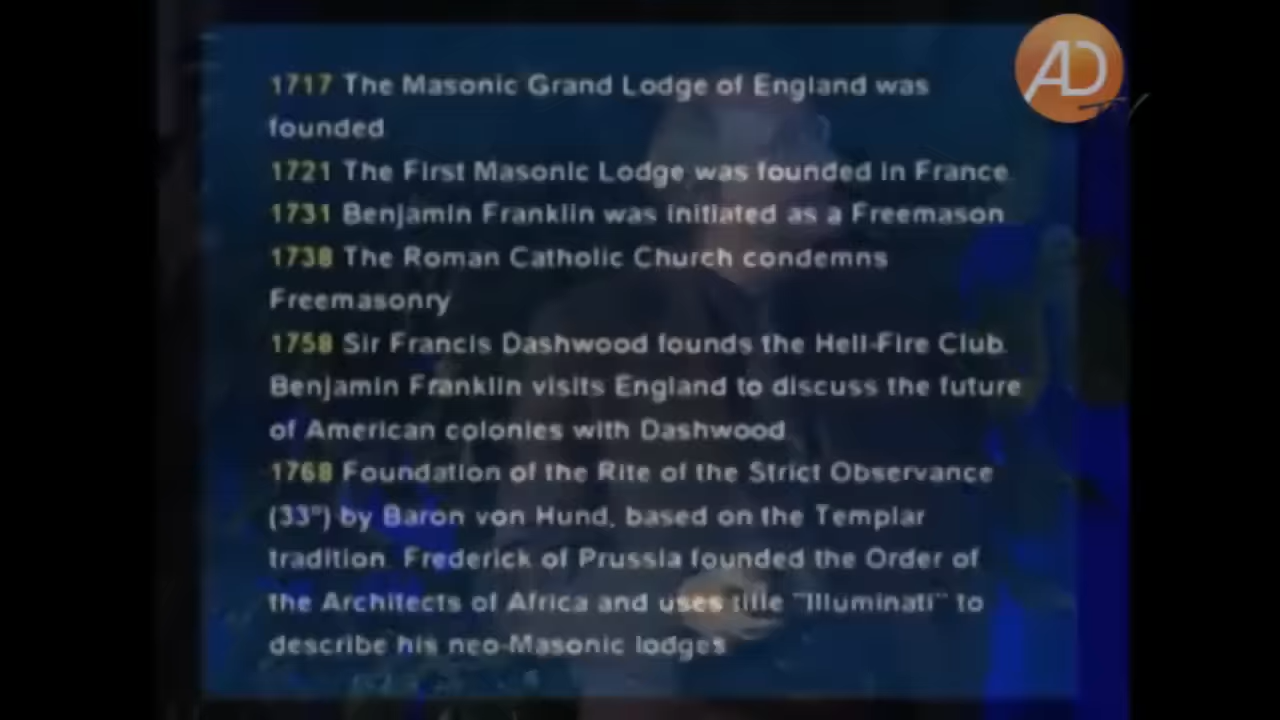 AD
TV
1717 The Masonic Grand Lodge of England was
founded
1721 The First Masonic Lodge was founded in France.
1731 Benjamin Franklin was initiated as a Freemason
1738 The Roman Catholic Church condemns
Freemasonry
1758 Sir Francis Dashwood founds the Hell-Fire Club.
Benjamin Franklin visits England to discuss the future
of American colonies with Dashwood
1768 Foundation of the Rite of the Strict Observance
(33°) by Baron von Hund, based on the Templar
tradition. Frederick of Prussia founded the Order of
the Architects of Africa and uses title "Illuminati" to
describe his neo-Masonic lodges